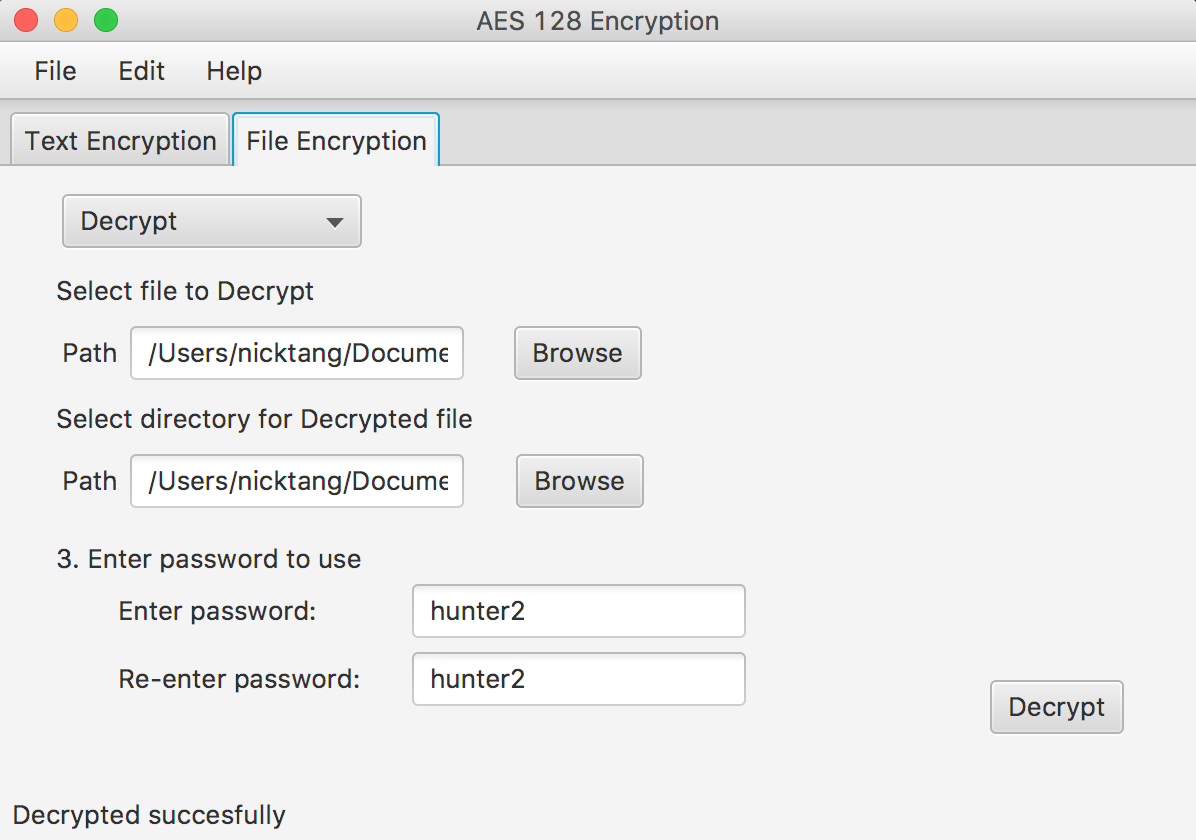 AES 128 Encryption
File Edit Help
Text Encryption File Encryption
Decrypt
Select file to Decrypt
Path /Users/nicktang/Docume Browse
Select directory for Decrypted file
Path /Users/nicktang/Docume Browse
3. Enter password to use
Enter password: hunter2
Re-enter password: hunter2
Decrypt
Decrypted succesfully